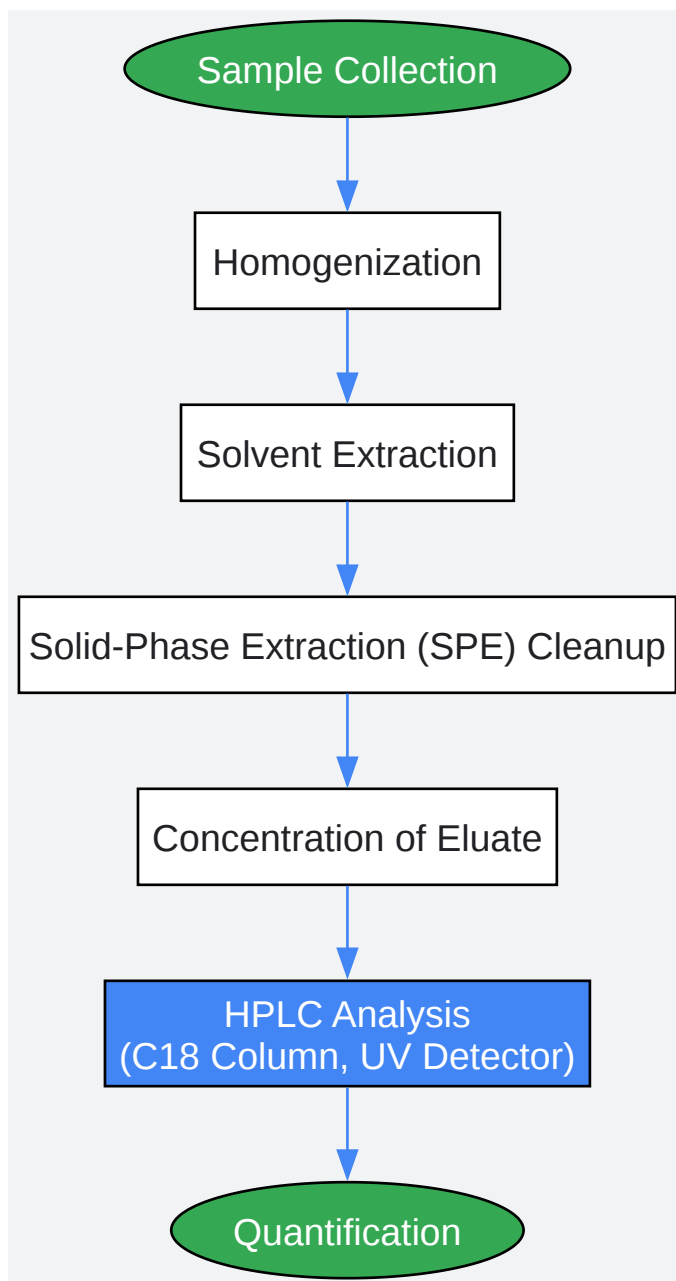 Sample Collection
Homogenization
Solvent Extraction
Solid-Phase Extraction (SPE) Cleanup
Concentration of Eluate
HPLC Analysis
(C18 Column, UV Detector)
Quantification